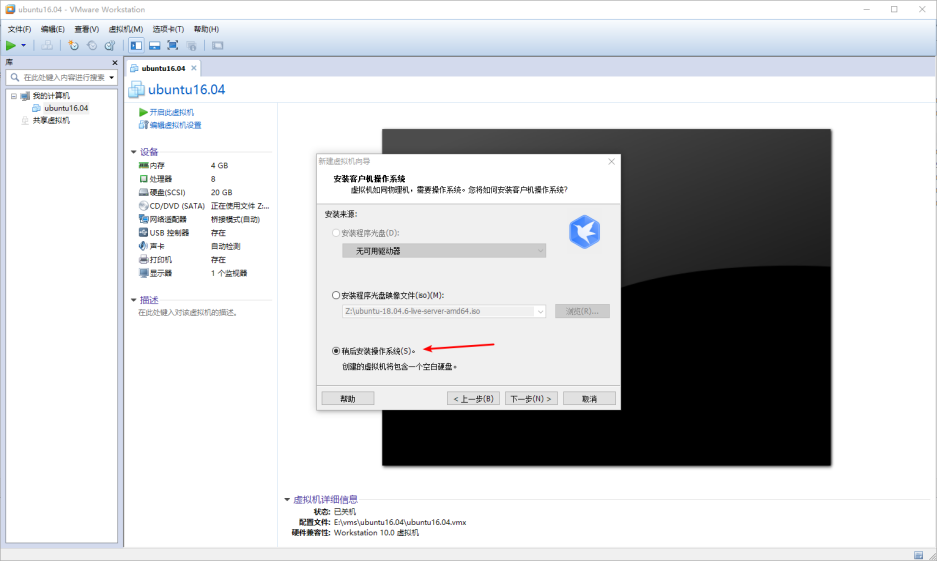 ubuntu16.04 - VMware Workstation
文件(F) 编辑(E) 查看(V) 虚拟机(M) 选项卡(T) 帮助(H)
库
在此处键入内容进行搜索
我的计算机
ubuntu16.04
共享虚拟机
ubuntu16.04
ubuntu16.04
开启此虚拟机
编辑虚拟机设置
设备
内存 4 GB
处理器 8
硬盘(SCSI) 20 GB
CD/DVD (SATA) 正在使用文件 Z:...
网络适配器 桥接模式(自动)
USB 控制器 存在
声卡 自动检测
打印机 存在
显示器 1 个监视器
描述
在此处键入对该虚拟机的描述。
新建虚拟机向导
安装客户机操作系统
虚拟机如同物理机，需要操作系统。您将如何安装客户机操作系统?
安装来源:
安装程序光盘(D):
无可用驱动器
安装程序光盘映像文件(iso)(M):
Z:\ubuntu-18.04.6-live-server-amd64.iso
浏览(R)...
稍后安装操作系统(S)。
创建的虚拟机将包含一个空白硬盘。
帮助 < 上一步(B) 下一步(N) > 取消
虚拟机详细信息
状态: 已关机
配置文件: E:\vms\ubuntu16.04\ubuntu16.04.vmx
硬件兼容性: Workstation 10.0 虚拟机